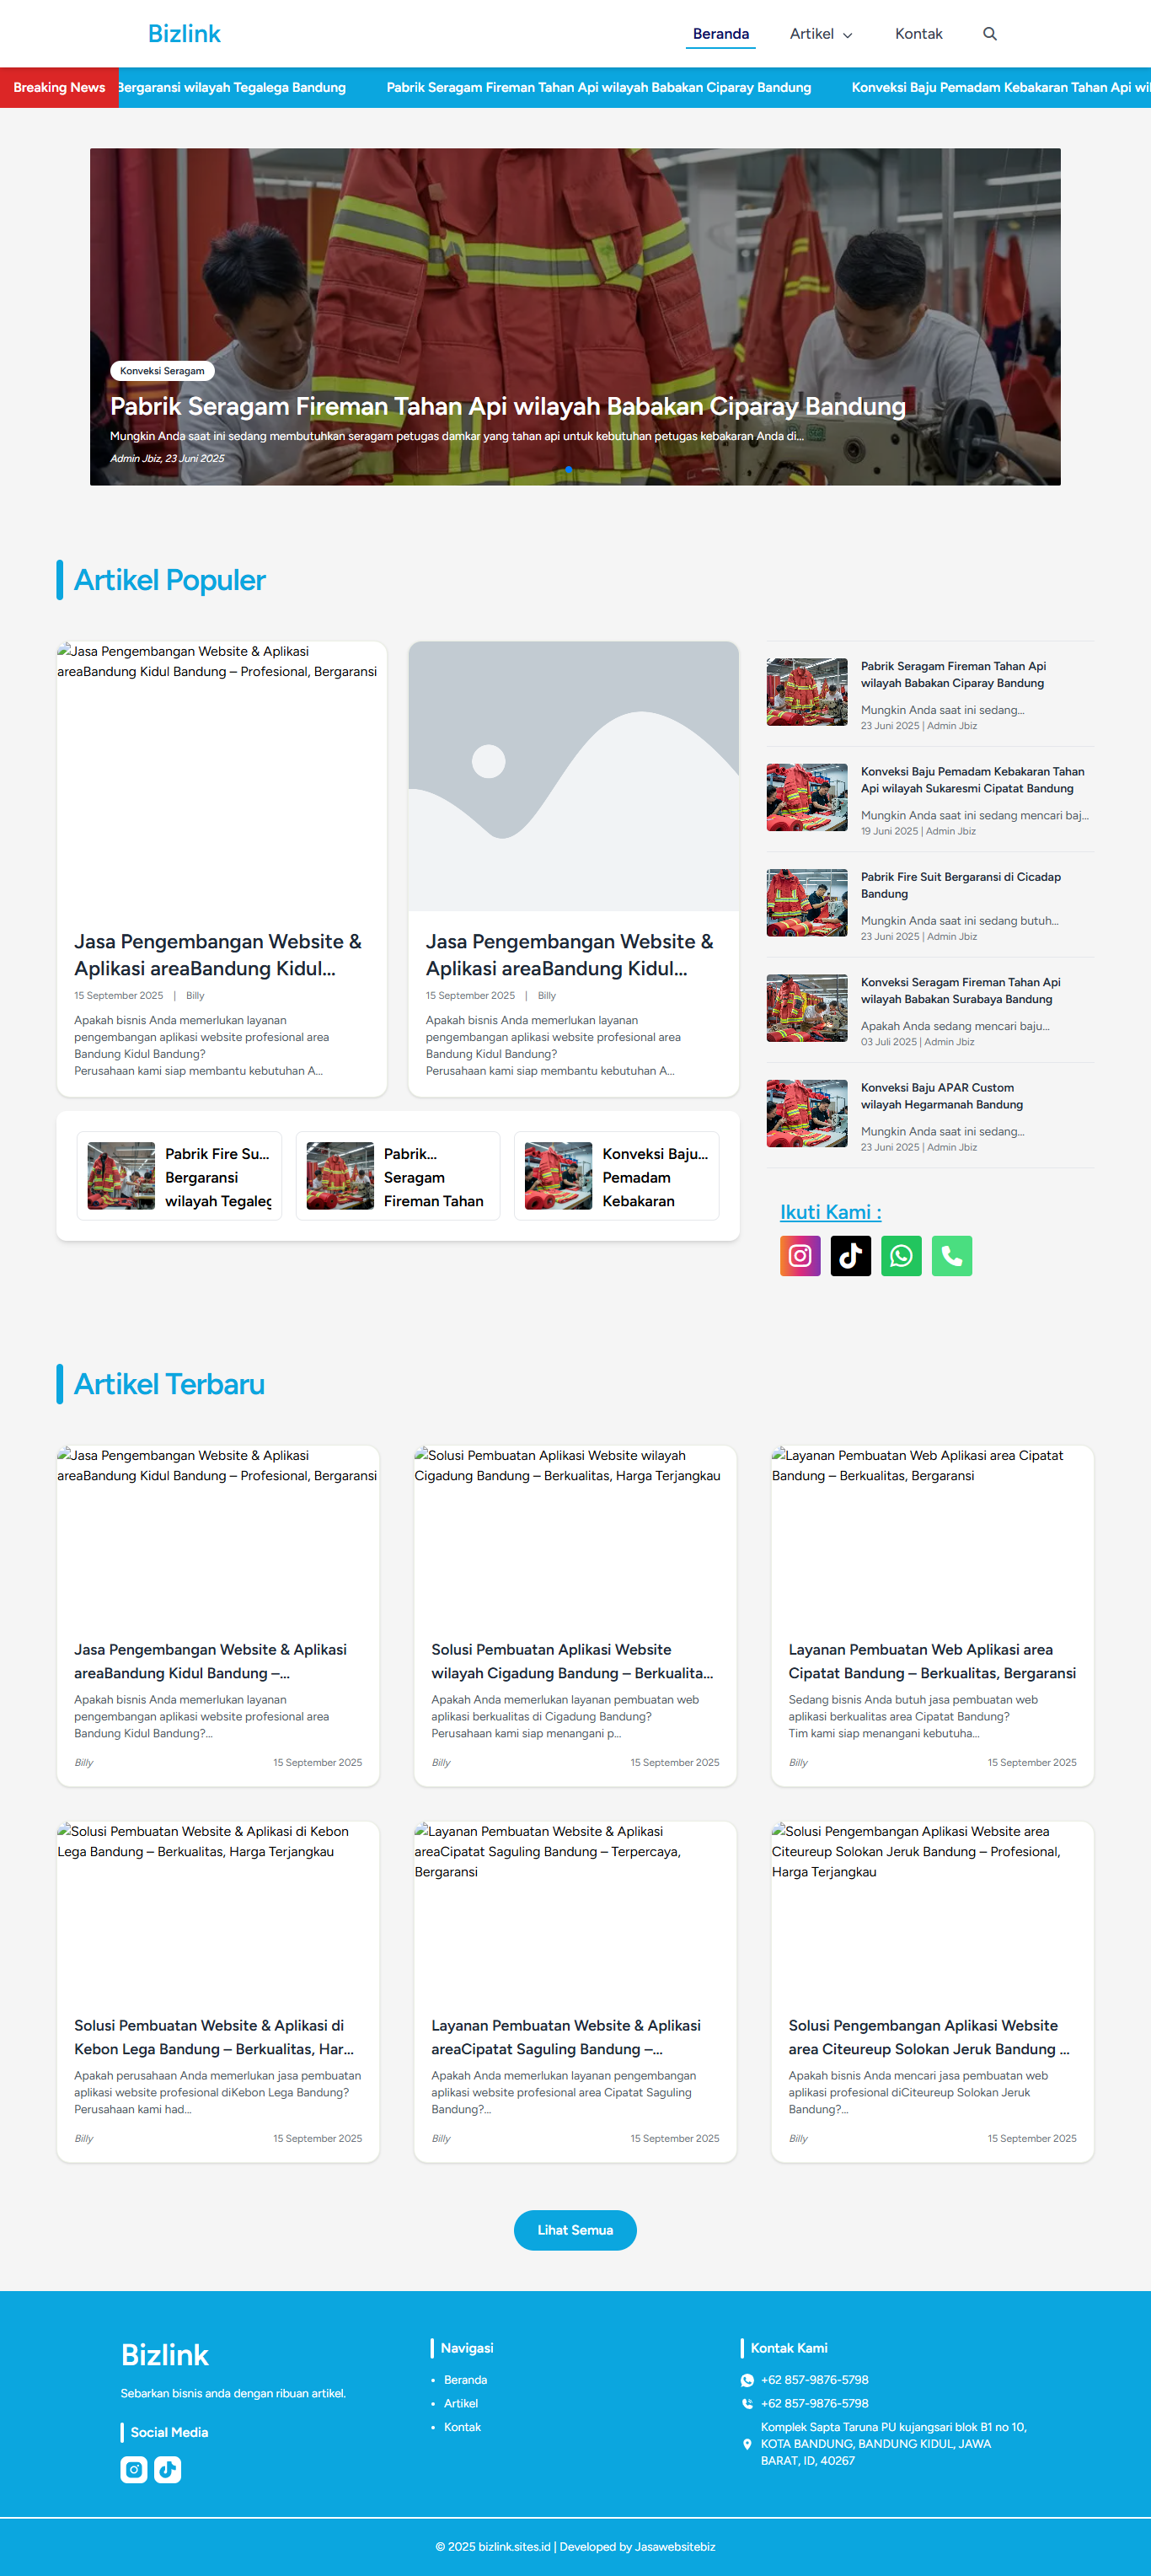 Bizlink
Beranda
Artikel
Kontak
Breaking News
Bergaransi wilayah Tegalega Bandung
Pabrik Seragam Fireman Tahan Api wilayah Babakan Ciparay Bandung
Konveksi Baju Pemadam Kebakaran Tahan Api wil
Konveksi Seragam
Pabrik Seragam Fireman Tahan Api wilayah Babakan Ciparay Bandung
Mungkin Anda saat ini sedang membutuhkan seragam petugas damkar yang tahan api untuk kebutuhan petugas kebakaran Anda di...
Admin Jbiz, 23 Juni 2025
Artikel Populer
Jasa Pengembangan Website & Aplikasi
areaBandung Kidul Bandung – Profesional, Bergaransi
Jasa Pengembangan Website &
Aplikasi areaBandung Kidul...
15 September 2025 | Billy
Apakah bisnis Anda memerlukan layanan
pengembangan aplikasi website profesional area
Bandung Kidul Bandung?
Perusahaan kami siap membantu kebutuhan A...
Jasa Pengembangan Website &
Aplikasi areaBandung Kidul...
15 September 2025 | Billy
Apakah bisnis Anda memerlukan layanan
pengembangan aplikasi website profesional area
Bandung Kidul Bandung?
Perusahaan kami siap membantu kebutuhan A...
Pabrik Fire Su...
Bergaransi
wilayah Tegaleg
Pabrik...
Seragam
Fireman Tahan
Konveksi Baju...
Pemadam
Kebakaran
Pabrik Seragam Fireman Tahan Api
wilayah Babakan Ciparay Bandung
Mungkin Anda saat ini sedang...
23 Juni 2025 | Admin Jbiz
Konveksi Baju Pemadam Kebakaran Tahan
Api wilayah Sukaresmi Cipatat Bandung
Mungkin Anda saat ini sedang mencari baj...
19 Juni 2025 | Admin Jbiz
Pabrik Fire Suit Bergaransi di Cicadap
Bandung
Mungkin Anda saat ini sedang butuh...
23 Juni 2025 | Admin Jbiz
Konveksi Seragam Fireman Tahan Api
wilayah Babakan Surabaya Bandung
Apakah Anda sedang mencari baju...
03 Juli 2025 | Admin Jbiz
Konveksi Baju APAR Custom
wilayah Hegarmanah Bandung
Mungkin Anda saat ini sedang...
23 Juni 2025 | Admin Jbiz
Ikuti Kami :
Artikel Terbaru
Jasa Pengembangan Website & Aplikasi
areaBandung Kidul Bandung – Profesional, Bergaransi
Jasa Pengembangan Website & Aplikasi
areaBandung Kidul Bandung –...
Apakah bisnis Anda memerlukan layanan
pengembangan aplikasi website profesional area
Bandung Kidul Bandung?...
Billy
15 September 2025
Solusi Pembuatan Aplikasi Website wilayah
Cigadung Bandung – Berkualitas, Harga Terjangkau
Solusi Pembuatan Aplikasi Website
wilayah Cigadung Bandung – Berkualita...
Apakah Anda memerlukan layanan pembuatan web
aplikasi berkualitas di Cigadung Bandung?
Perusahaan kami siap menangani p...
Billy
15 September 2025
Layanan Pembuatan Web Aplikasi area Cipatat
Bandung – Berkualitas, Bergaransi
Layanan Pembuatan Web Aplikasi area
Cipatat Bandung – Berkualitas, Bergaransi
Sedang bisnis Anda butuh jasa pembuatan web
aplikasi berkualitas area Cipatat Bandung?
Tim kami siap menangani kebutuha...
Billy
15 September 2025
Solusi Pembuatan Website & Aplikasi di Kebon
Lega Bandung – Berkualitas, Harga Terjangkau
Solusi Pembuatan Website & Aplikasi di
Kebon Lega Bandung – Berkualitas, Har...
Apakah perusahaan Anda memerlukan jasa pembuatan
aplikasi website profesional diKebon Lega Bandung?
Perusahaan kami had...
Billy
15 September 2025
Layanan Pembuatan Website & Aplikasi
areaCipatat Saguling Bandung – Terpercaya,
Bergaransi
Layanan Pembuatan Website & Aplikasi
areaCipatat Saguling Bandung –...
Apakah Anda memerlukan layanan pengembangan
aplikasi website profesional area Cipatat Saguling
Bandung?...
Billy
15 September 2025
Solusi Pengembangan Aplikasi Website area
Citeureup Solokan Jeruk Bandung – Profesional,
Harga Terjangkau
Solusi Pengembangan Aplikasi Website
area Citeureup Solokan Jeruk Bandung ...
Apakah bisnis Anda mencari jasa pembuatan web
aplikasi profesional diCiteureup Solokan Jeruk
Bandung?...
Billy
15 September 2025
Lihat Semua
Bizlink
Sebarkan bisnis anda dengan ribuan artikel.
Social Media
Navigasi
• Beranda
• Artikel
• Kontak
Kontak Kami
+62 857-9876-5798
+62 857-9876-5798
Komplek Sapta Taruna PU kujangsari blok B1 no 10,
KOTA BANDUNG, BANDUNG KIDUL, JAWA
BARAT, ID, 40267
© 2025 bizlink.sites.id | Developed by Jasawebsitebiz